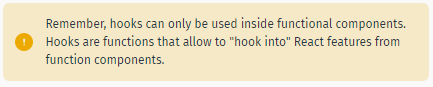 Remember, hooks can only be used inside functional components.
Hooks are functions that allow to "hook into" React features from
function components.